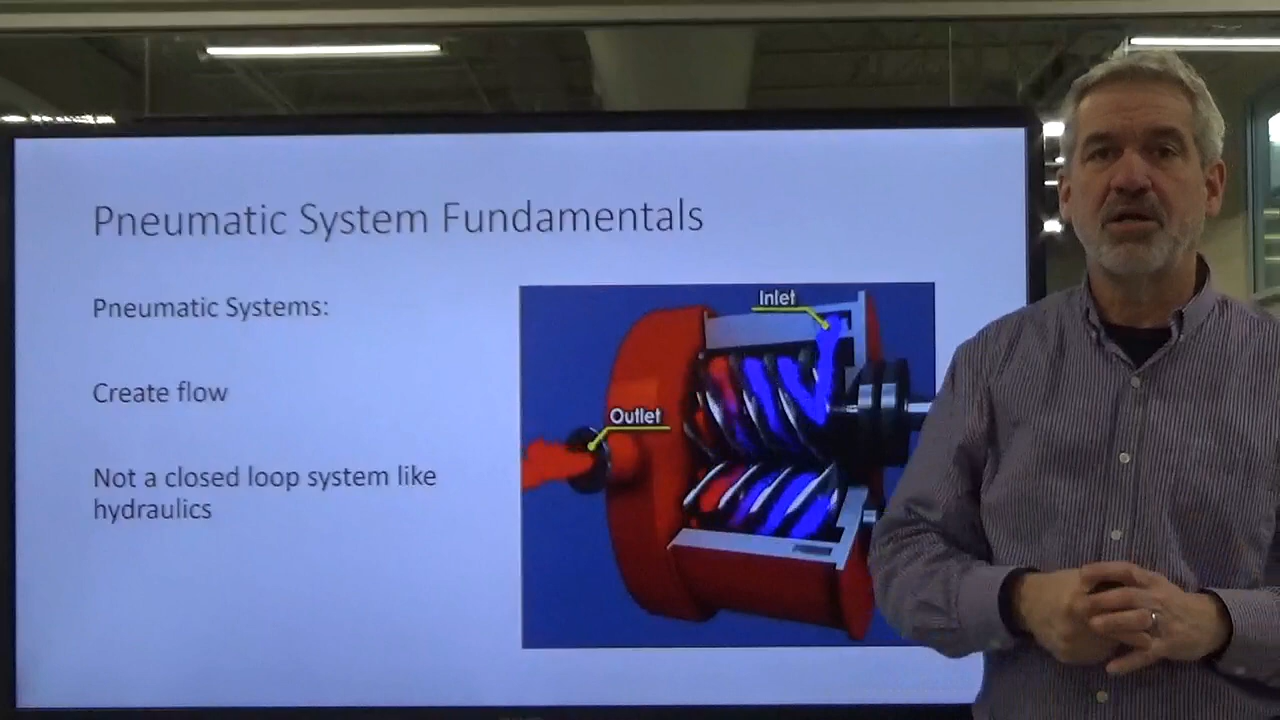 Pneumatic System Fundamentals
Pneumatic Systems:
Create flow
Not a closed loop system like
hydraulics
Inlet
Outlet